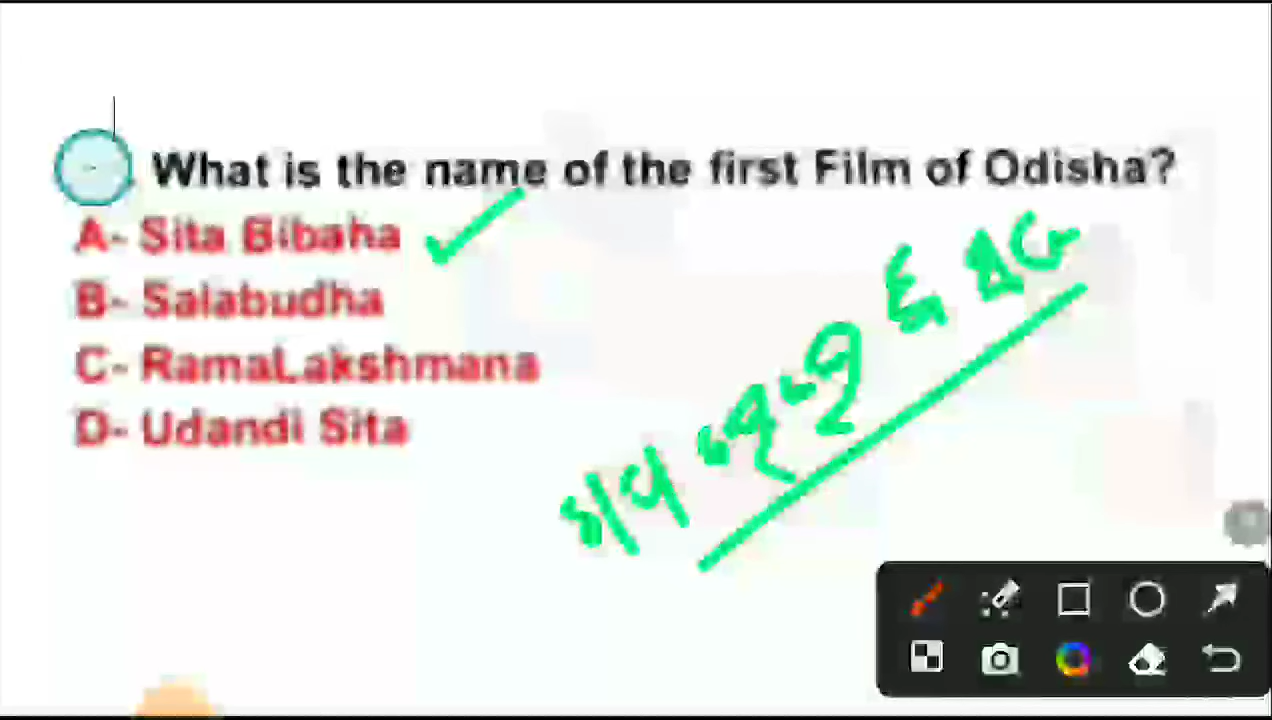 What is the name of the first Film of Odisha?
A- Sita Bibaha
B- Salabudha
C- RamaLakshmana
D- Udandi Sita